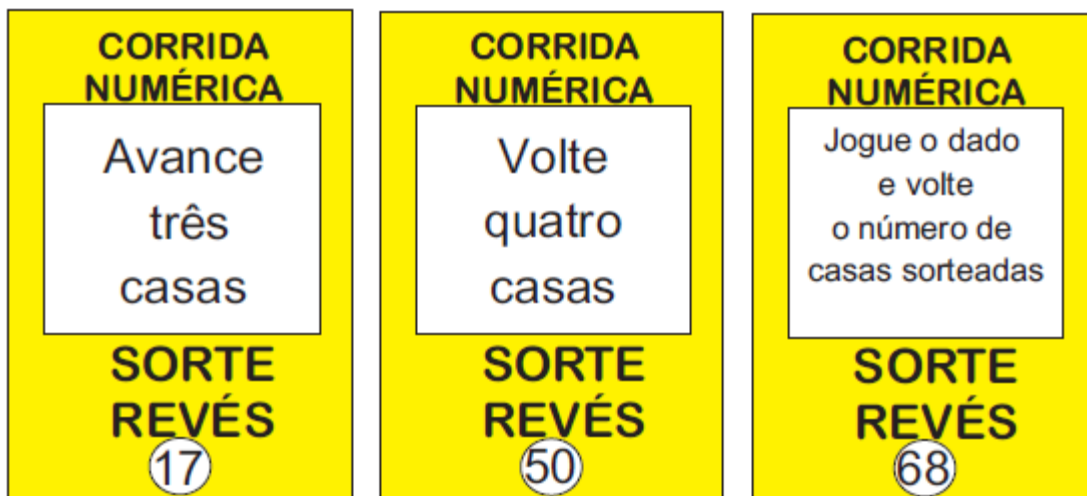 CORRIDA
NUMÉRICA
Avance
três
casas
SORTE
REVÉS
17
CORRIDA
NUMÉRICA
Volte
quatro
casas
SORTE
REVÉS
50
CORRIDA
NUMÉRICA
Jogue o dado
e volte
o número de
casas sorteadas
SORTE
REVÉS
68